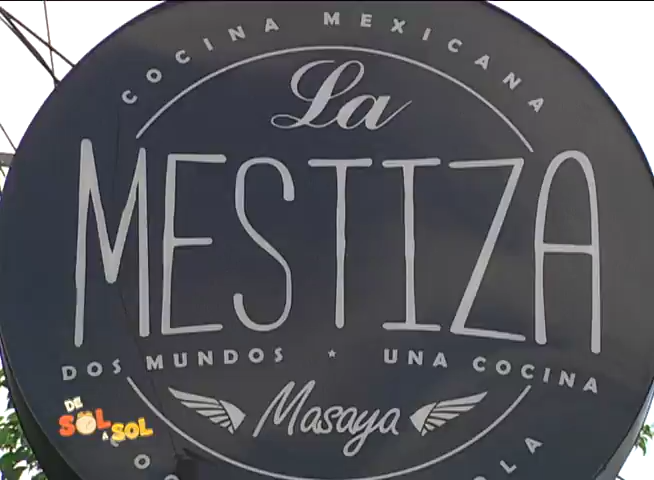 COCINA MEXICANA
La
MESTIZA
DOS MUNDOS * UNA COCINA
Masaya
DE
SOL
A SOL